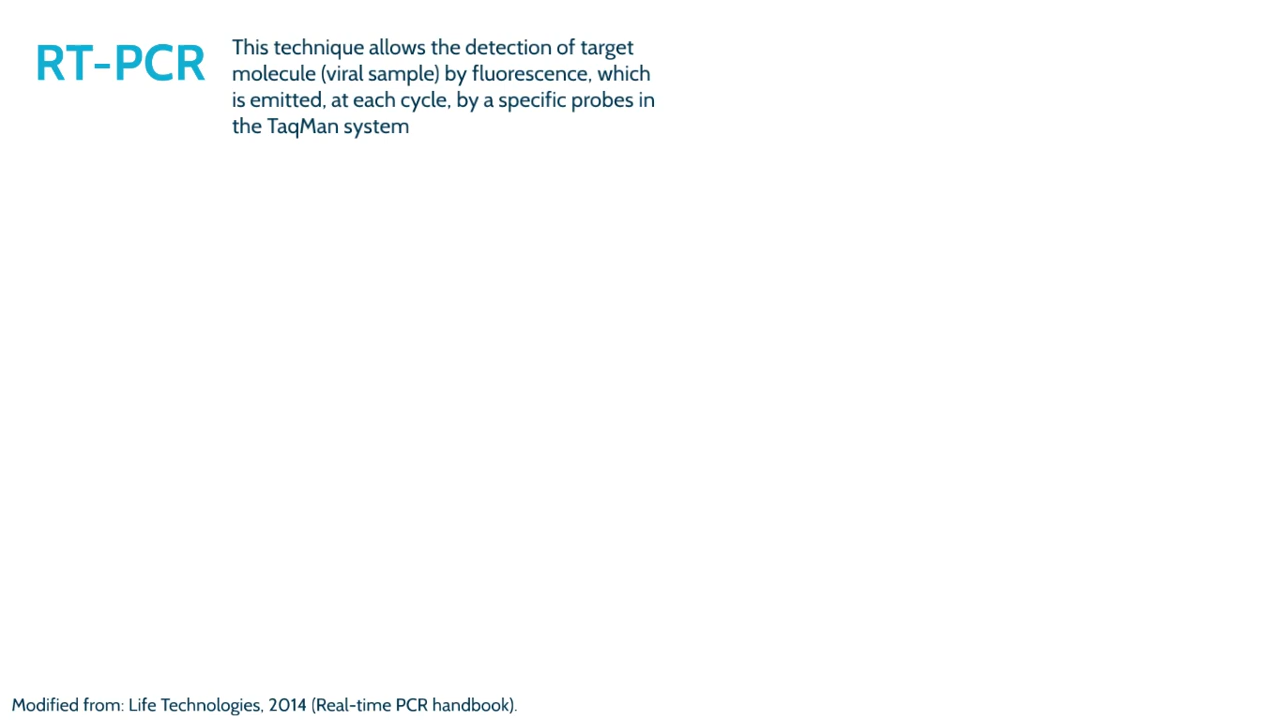 RT-PCR
This technique allows the detection of target
molecule (viral sample) by fluorescence, which
is emitted, at each cycle, by a specific probes in
the TaqMan system
Modified from: Life Technologies, 2014 (Real-time PCR handbook).